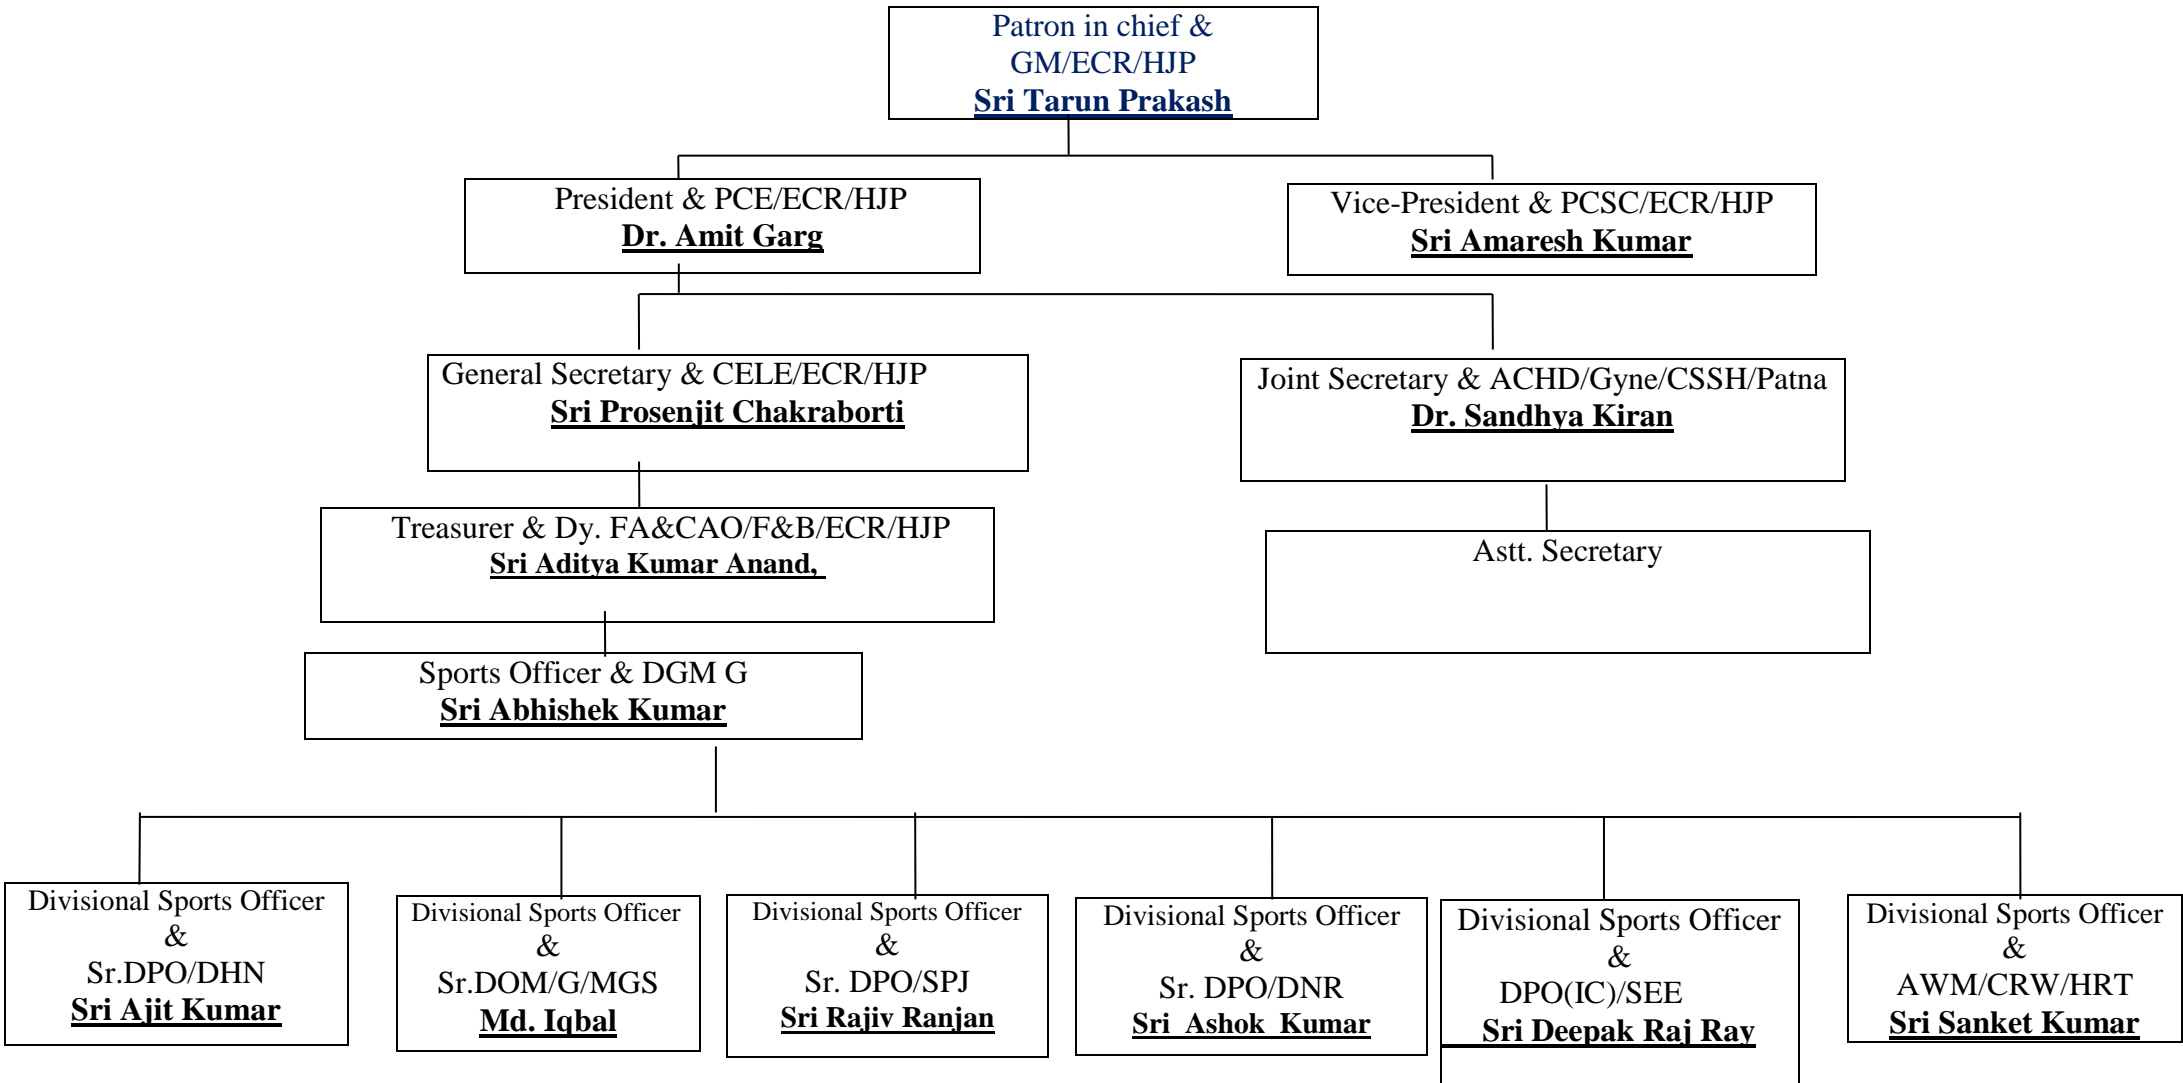 Patron in chief &
GM/ECR/HJP
Sri Tarun Prakash
President & PCE/ECR/HJP
Dr. Amit Garg
Vice-President & PCSC/ECR/HJP
Sri Amaresh Kumar
General Secretary & CELE/ECR/HJP
Sri Prosenjit Chakraborti
Joint Secretary & ACHD/Gyne/CSSH/Patna
Dr. Sandhya Kiran
Treasurer & Dy. FA&CAO/F&B/ECR/HJP
Sri Aditya Kumar Anand,
Astt. Secretary
Sports Officer & DGM G
Sri Abhishek Kumar
Divisional Sports Officer
&
Sr.DPO/DHN
Sri Ajit Kumar
Divisional Sports Officer
&
Sr.DOM/G/MGS
Md. Iqbal
Divisional Sports Officer
&
Sr. DPO/SPJ
Sri Rajiv Ranjan
Divisional Sports Officer
&
Sr. DPO/DNR
Sri Ashok Kumar
Divisional Sports Officer
&
DPO(IC)/SEE
Sri Deepak Raj Ray
Divisional Sports Officer
&
AWM/CRW/HRT
Sri Sanket Kumar